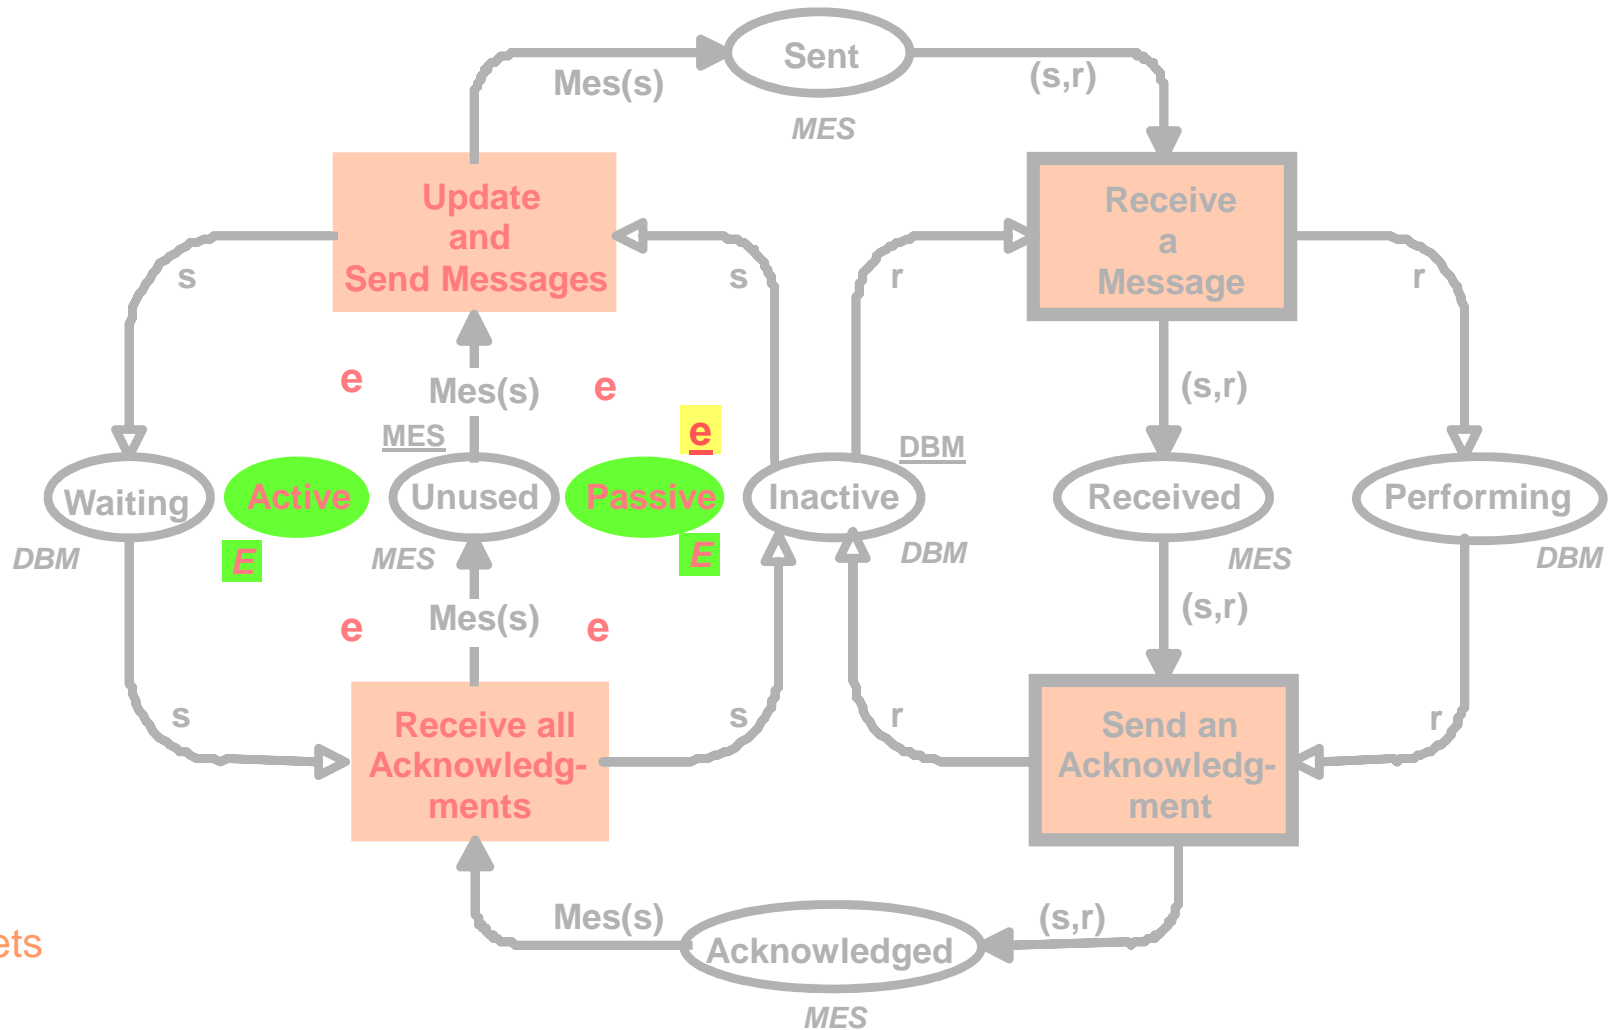 Sent
Mes(s)
(s,r)
MES
Update
and
Send Messages
Receive
a
Message
s
s
r
r
e
Mes(s)
e
(s,r)
e
MES
DBM
Waiting
Active
Unused
Passive
Inactive
Received
Performing
DBM
E
MES
E
DBM
MES
DBM
e
Mes(s)
e
(s,r)
s
s
r
r
Receive all
Acknowledg-
ments
Send an
Acknowledg-
ment
Mes(s)
(s,r)
Acknowledged
ets
MES